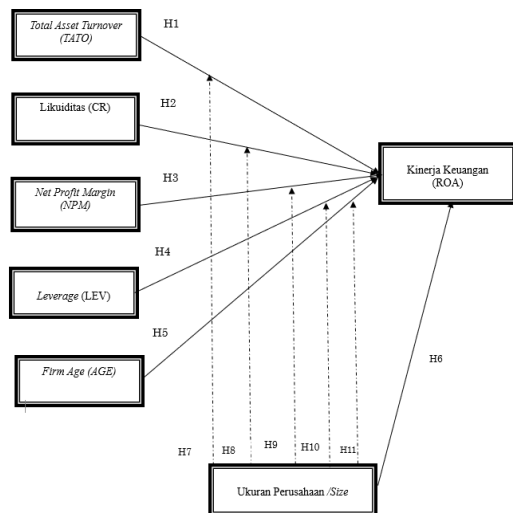 Total Asset Turnover
(TATO)
H1
Likuiditas (CR)
H2
Kinerja Keuangan
(ROA)
H3
Net Profit Margin
(NPM)
H4
Leverage (LEV)
H5
Firm Age (AGE)
H6
H7
H8
H9
H10
H11
Ukuran Perusahaan /Size